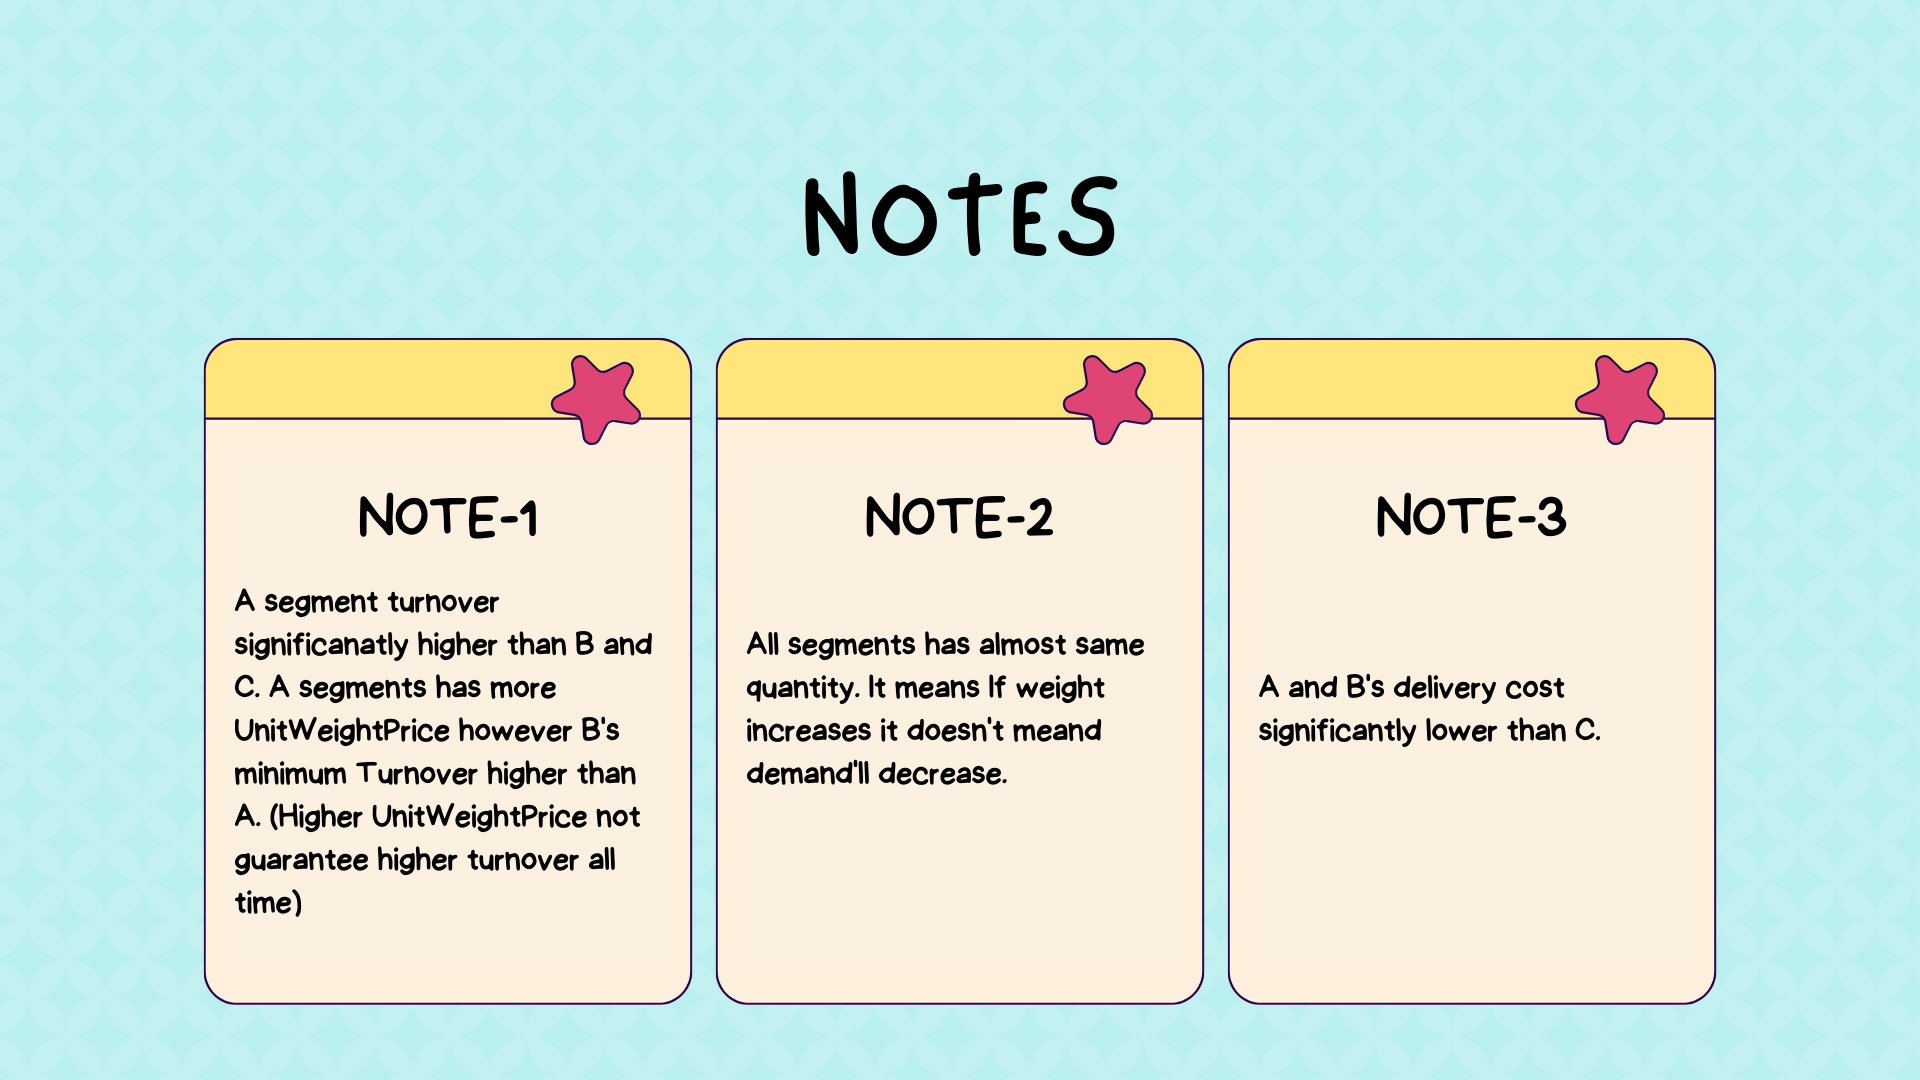 NOTES
NOTE-1
A segment turnover
significanatly higher than B and
C. A segments has more
UnitWeightPrice however B's
minimum Turnover higher than
A. (Higher UnitWeightPrice not
guarantee higher turnover all
time)
NOTE-2
All segments has almost same
quantity. It means If weight
increases it doesn't meand
demand'll decrease.
NOTE-3
A and B's delivery cost
significantly lower than C.